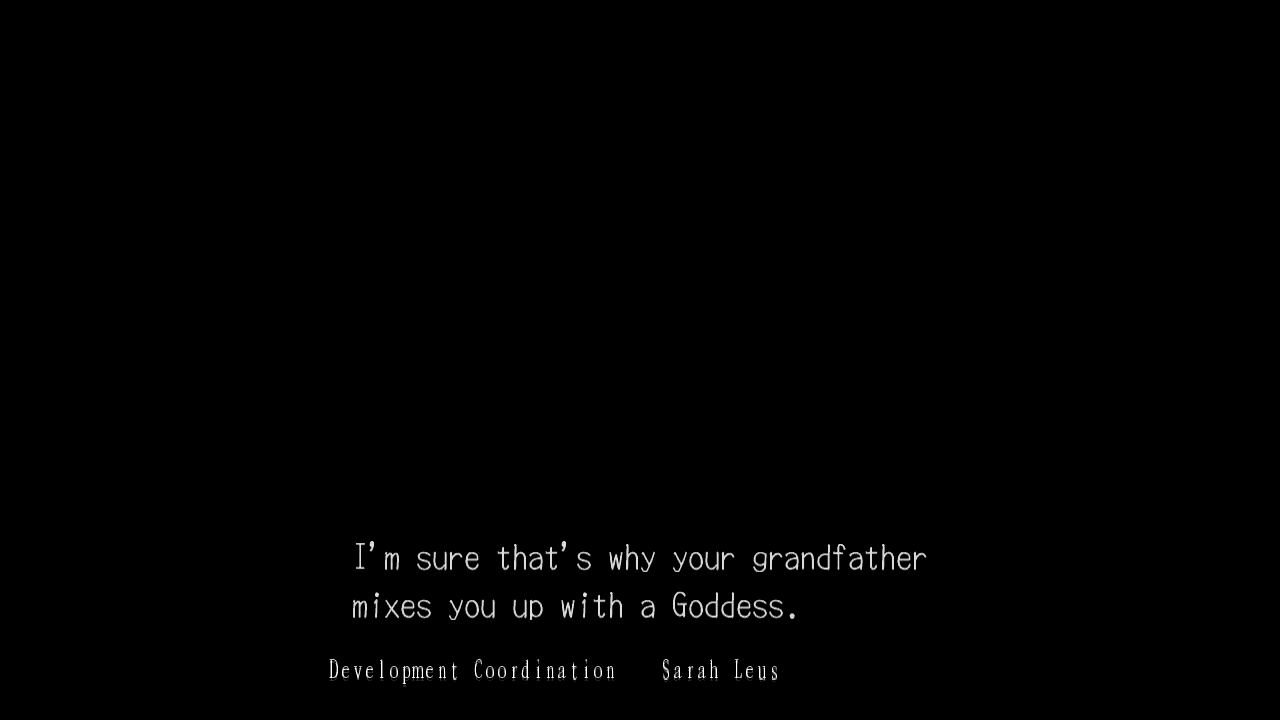 I'm sure that's why your grandfather
mixes you up with a Goddess.
Development Coordination Sarah Leus